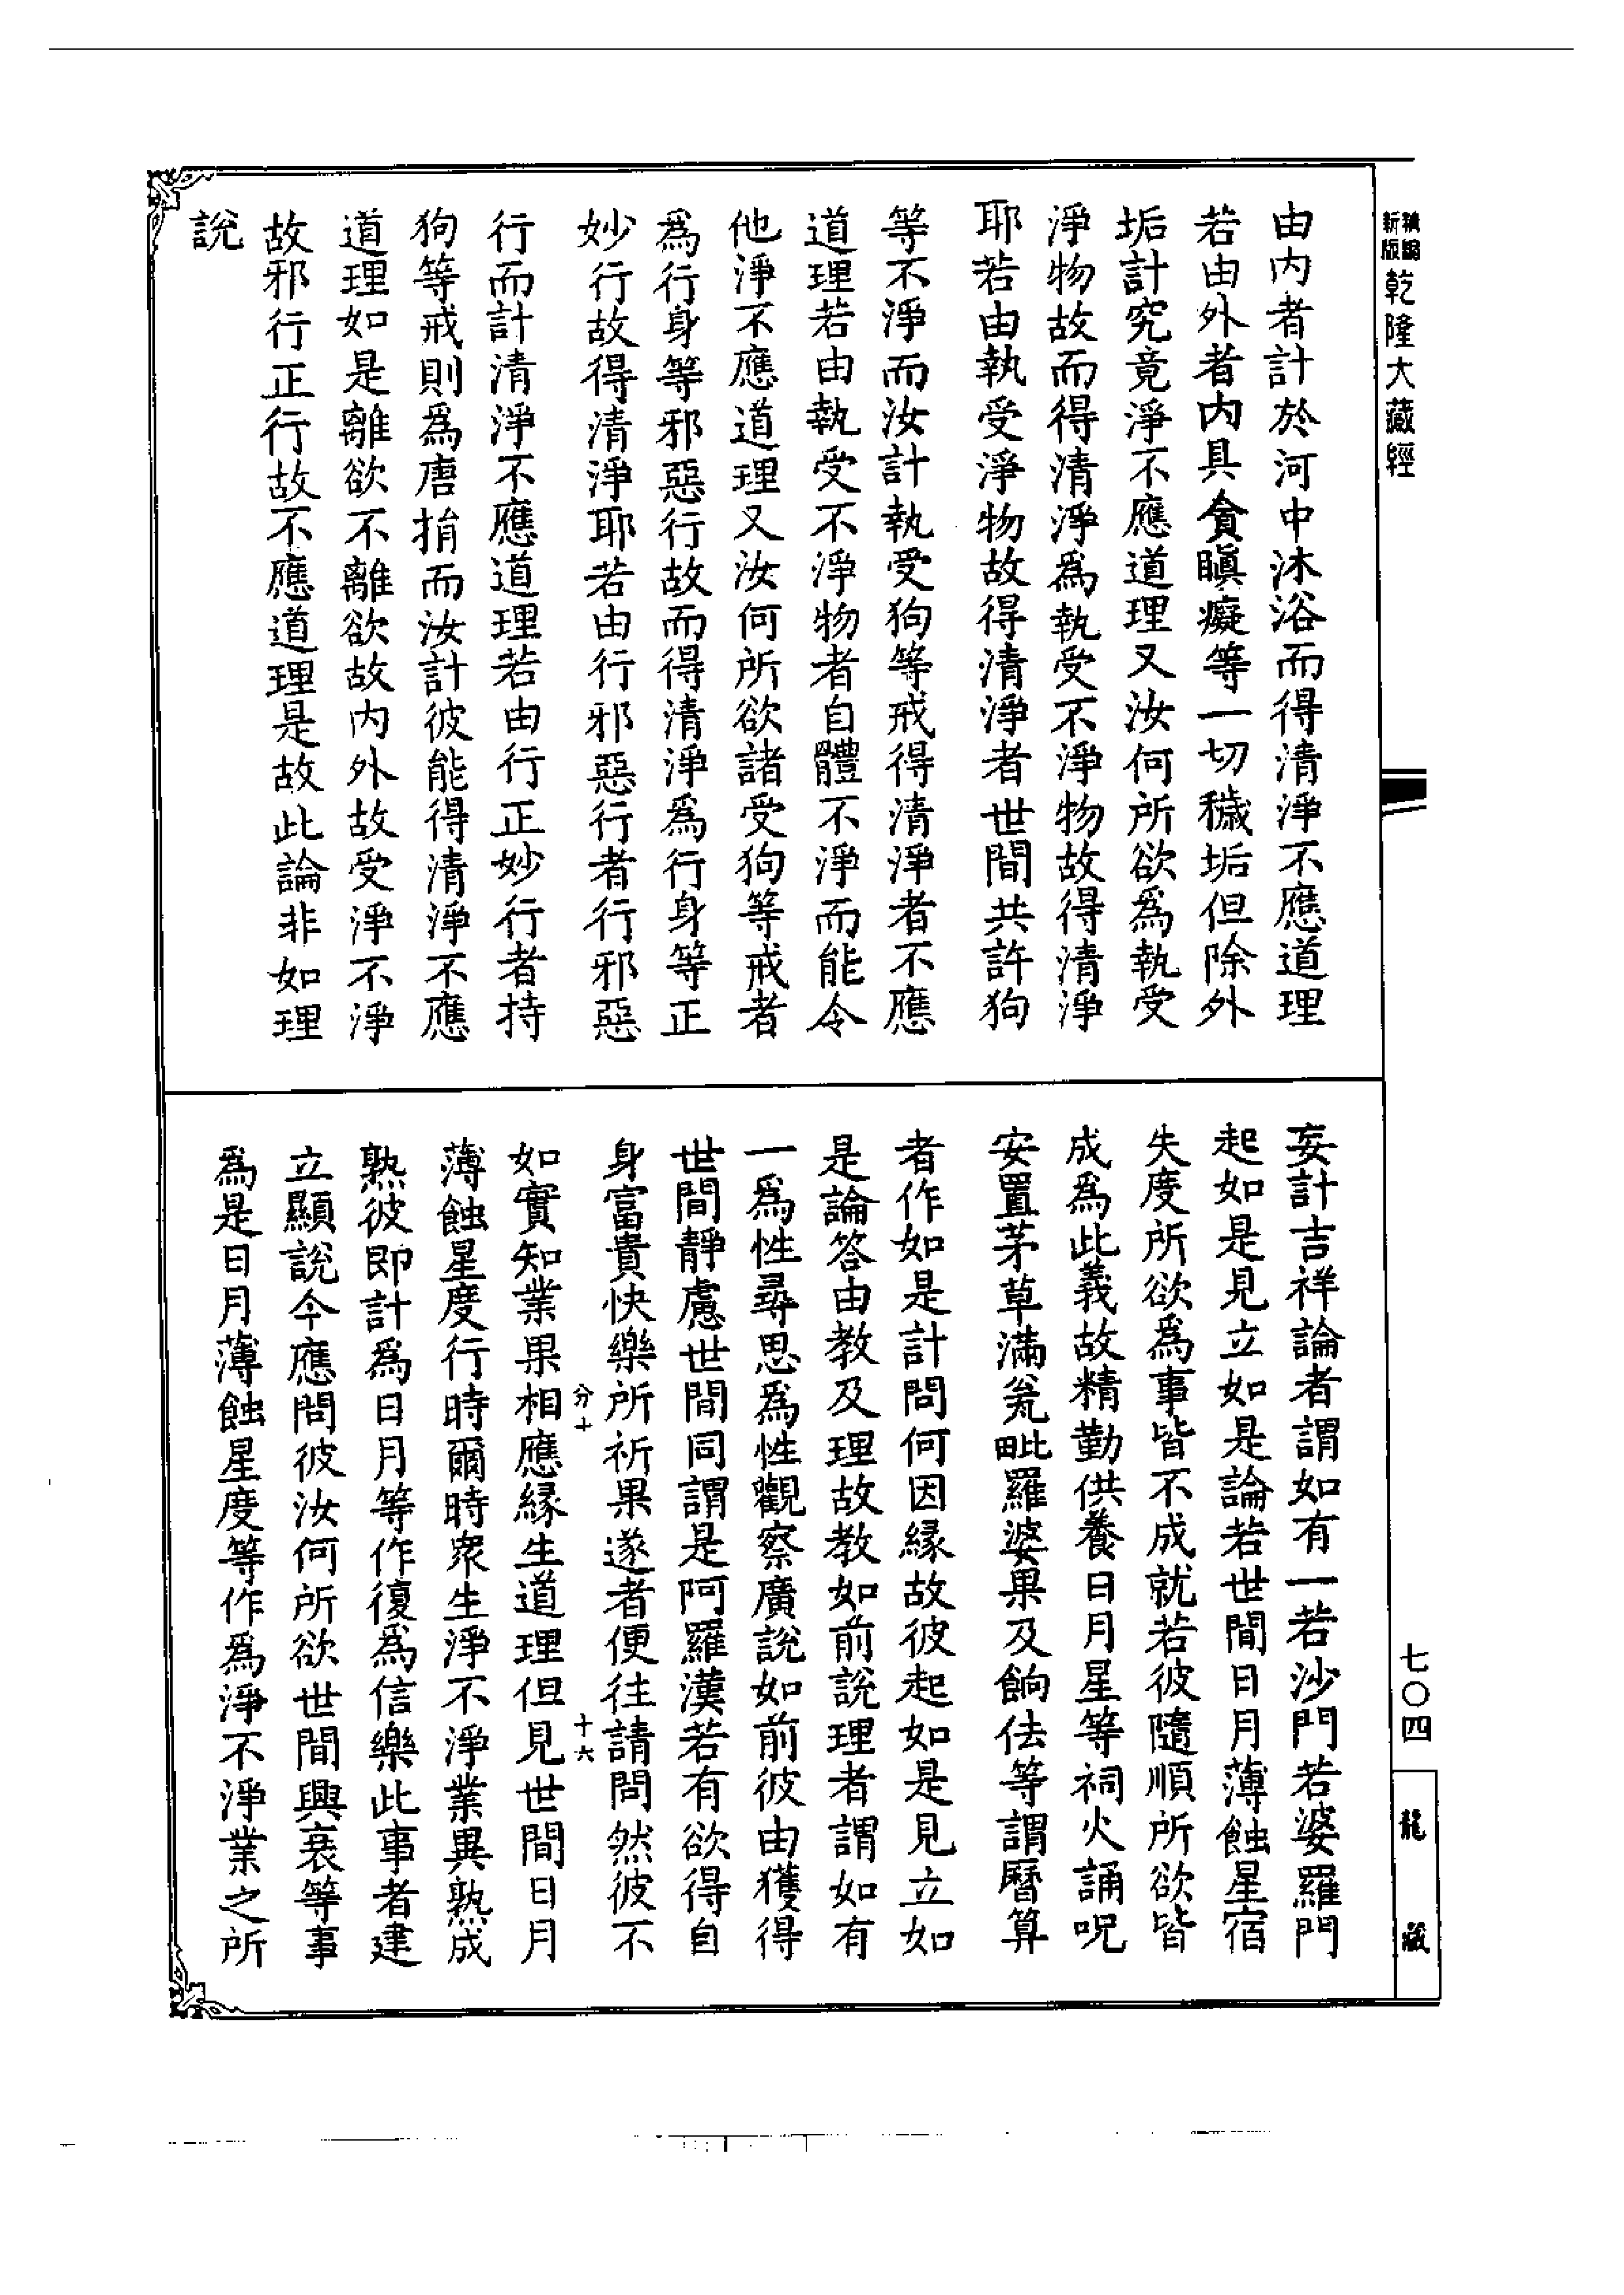 新版
縮編
乾隆大藏經
由內者計於河中沐浴而得清淨不應道理
若由外者內具貪瞋癡等一切穢垢但除外
垢計究竟淨不應道理又汝何所欲爲執受
淨物故而得清淨爲執受不淨物故得清淨
耶若由執受淨物故得清淨者世間共許狗
等不淨而汝計執受狗等戒得清淨者不應
道理若由執受不淨物者自體不淨而能令
他淨不應道理又汝何所欲諸受狗等戒者
爲行身等邪惡行故而得清淨爲行身等正
妙行故得清淨耶若由行邪惡行者行邪惡
行而計清淨不應道理若由行正妙行者持
狗等戒則爲唐捐而汝計彼能得清淨不應
道理如是離欲不離欲故內外故受淨不淨
故邪行正行故不應道理是故此論非如理
說
妄計吉祥論者謂如有一若沙門若婆羅門
起如是見立如是論若世間日月薄蝕星宿
失度所欲爲事皆不成就若彼隨順所欲皆
成爲此義故精勤供養日月星等祠火誦呪
安置茅草滿瓮毗羅婆果及餉佉等謂曆算
者作如是計問何因緣故彼起如是見立如
是論答由教及理故教如前說理者謂如有
一爲性尋思爲性觀察廣說如前彼由獲得
世間靜慮世間同謂是阿羅漢若有欲得自
身富貴快樂所祈果遂者便往請問然彼不
分十
十六
如實知業果相應緣生道理但見世間日月
薄蝕星度行時爾時衆生淨不淨業異熟成
熟彼即計爲日月等作復爲信樂此事者建
立顯說今應問彼汝何所欲世間興衰等事
爲是日月薄蝕星度等作爲淨不淨業之所
七〇四
龍藏